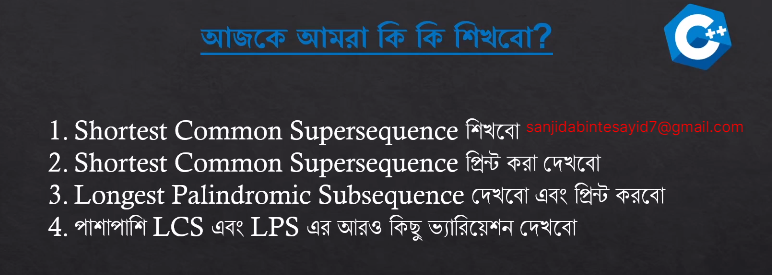 আজকে আমরা কি কি শিখবো?
C++
1. Shortest Common Supersequence শিখবো sanjidabintesayid7@gmail.com
2. Shortest Common Supersequence প্রিন্ট করা দেখবো
3. Longest Palindromic Subsequence দেখবো এবং প্রিন্ট করবো
4. পাশাপাশি LCS এবং LPS এর আরও কিছু ভ্যারিয়েশন দেখবো